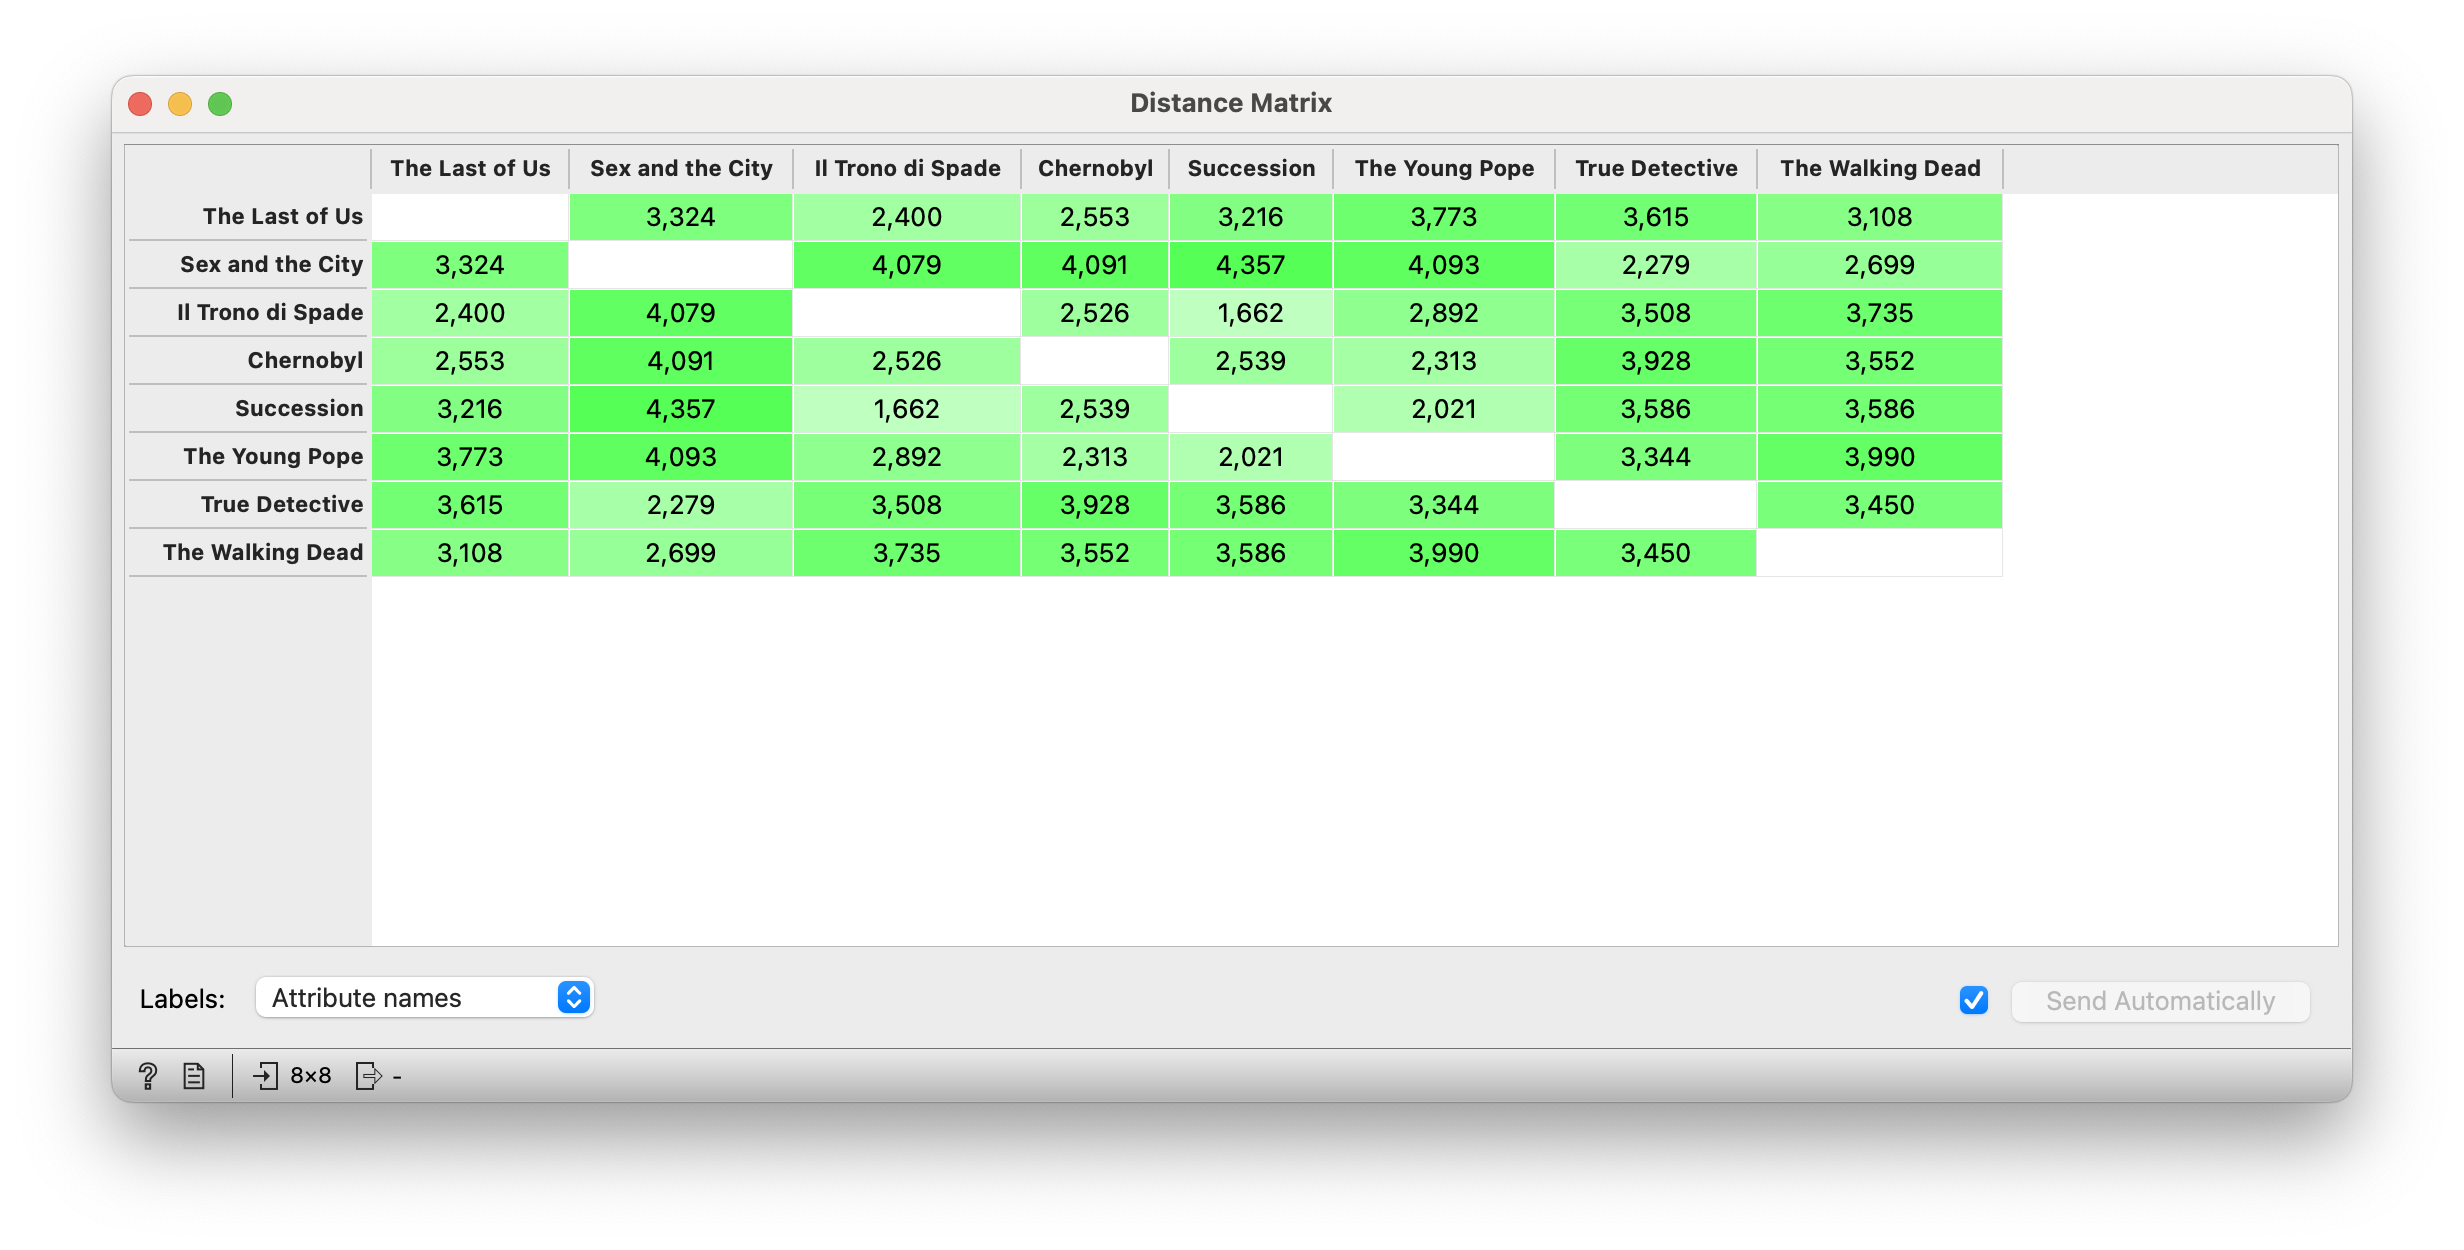 Distance Matrix
The Last of Us Sex and the City Il Trono di Spade Chernobyl Succession The Young Pope True Detective The Walking Dead
The Last of Us 3,324 2,400 2,553 3,216 3,773 3,615 3,108
Sex and the City 3,324 4,079 4,091 4,357 4,093 2,279 2,699
Il Trono di Spade 2,400 4,079 2,526 1,662 2,892 3,508 3,735
Chernobyl 2,553 4,091 2,526 2,539 2,313 3,928 3,552
Succession 3,216 4,357 1,662 2,539 2,021 3,586 3,586
The Young Pope 3,773 4,093 2,892 2,313 2,021 3,344 3,990
True Detective 3,615 2,279 3,508 3,928 3,586 3,344 3,450
The Walking Dead 3,108 2,699 3,735 3,552 3,586 3,990 3,450
Labels: Attribute names Send Automatically
? 8×8 -